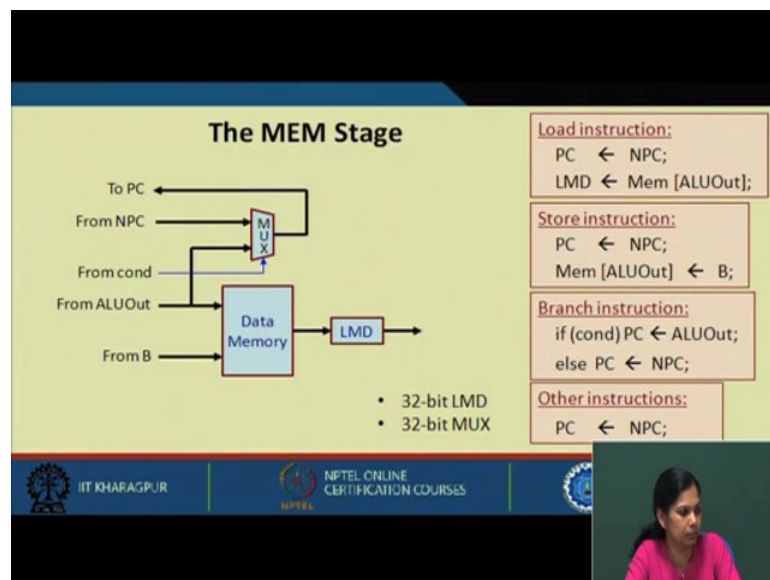 The MEM Stage
To PC
From NPC
From cond
From ALUOut
From B
MUX
Data
Memory
LMD
• 32-bit LMD
• 32-bit MUX
Load instruction:
PC ← NPC;
LMD ← Mem [ALUOut];
Store instruction:
PC ← NPC;
Mem [ALUOut] ← B;
Branch instruction:
if (cond) PC ← ALUOut;
else PC ← NPC;
Other instructions:
PC ← NPC;
IIT KHARAGPUR
NPTEL
NPTEL ONLINE
CERTIFICATION COURSES